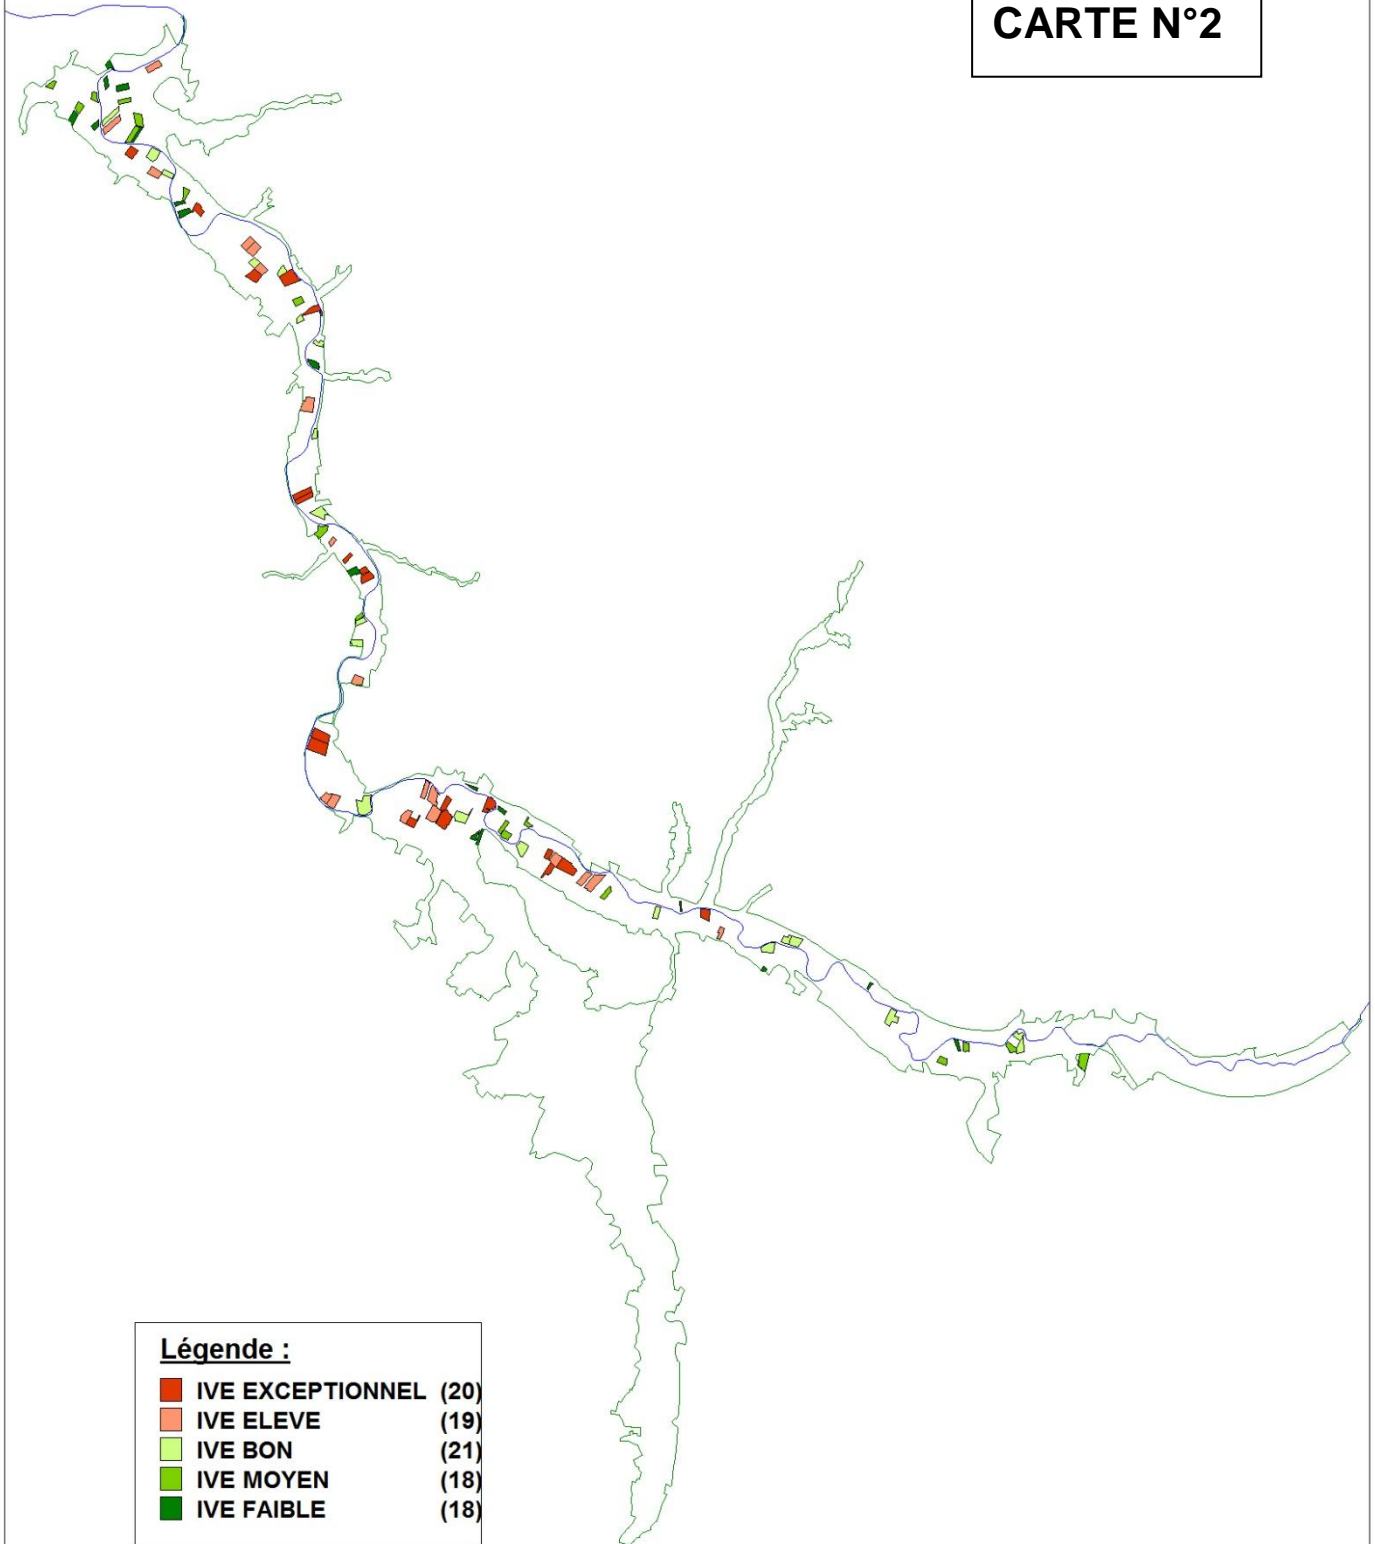 CARTE N°2
Légende :
IVE EXCEPTIONNEL (20)
IVE ELEVE (19)
IVE BON (21)
IVE MOYEN (18)
IVE FAIBLE (18)